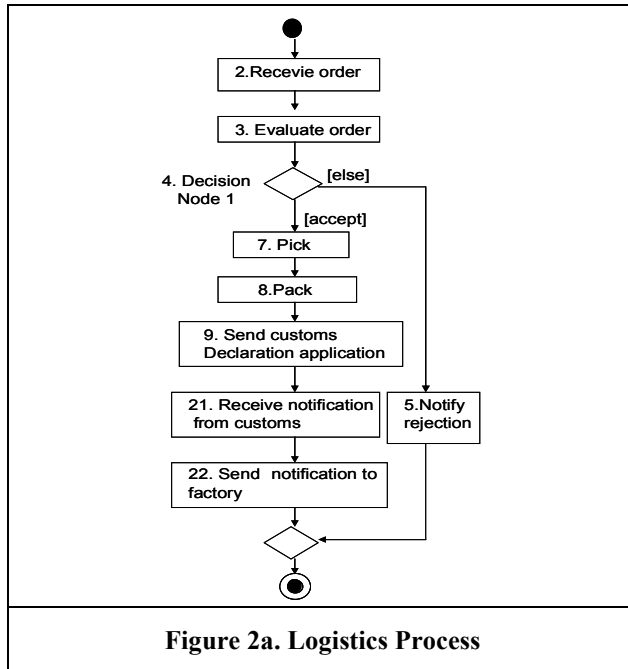 2.Recevie order
3. Evaluate order
4. Decision
Node 1
[else]
[accept]
7. Pick
8.Pack
9. Send customs
Declaration application
21. Receive notification
from customs
5.Notify
rejection
22. Send notification to
factory
Figure 2a. Logistics Process